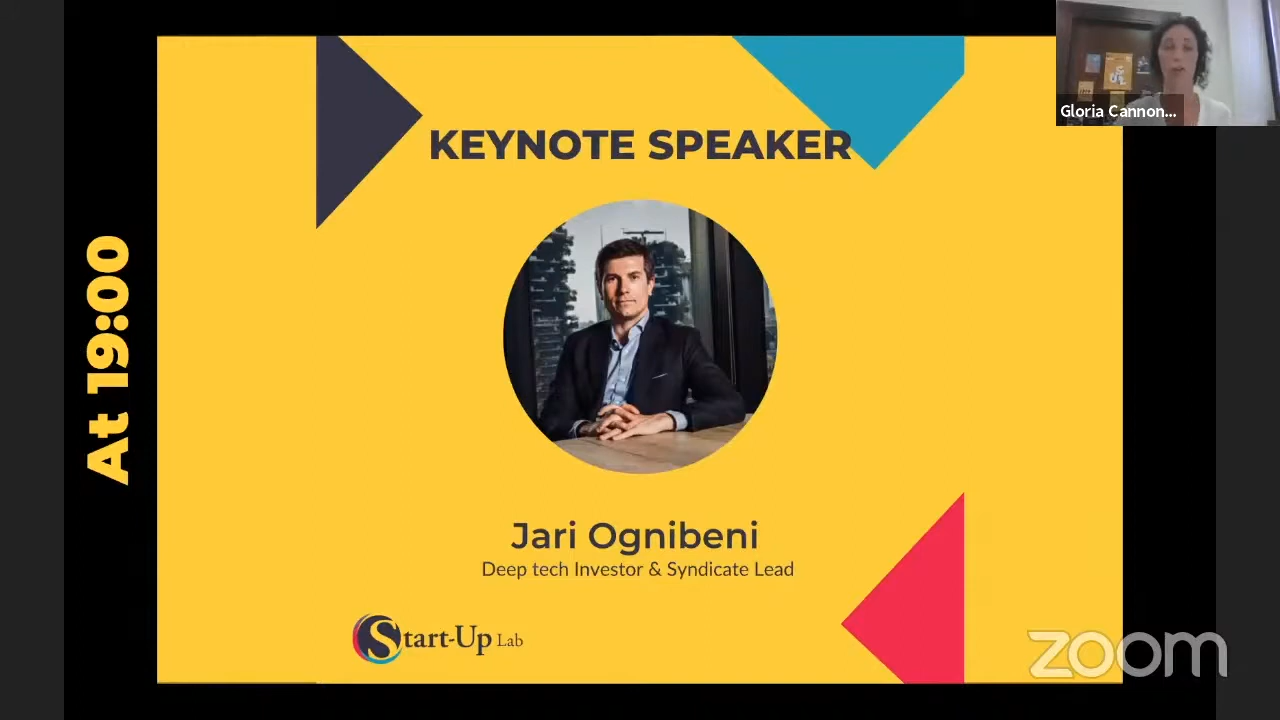 At 19:00
KEYNOTE SPEAKER
Jari Ognibeni
Deep tech Investor & Syndicate Lead
Start-Up Lab
Gloria Cannon...
zoom